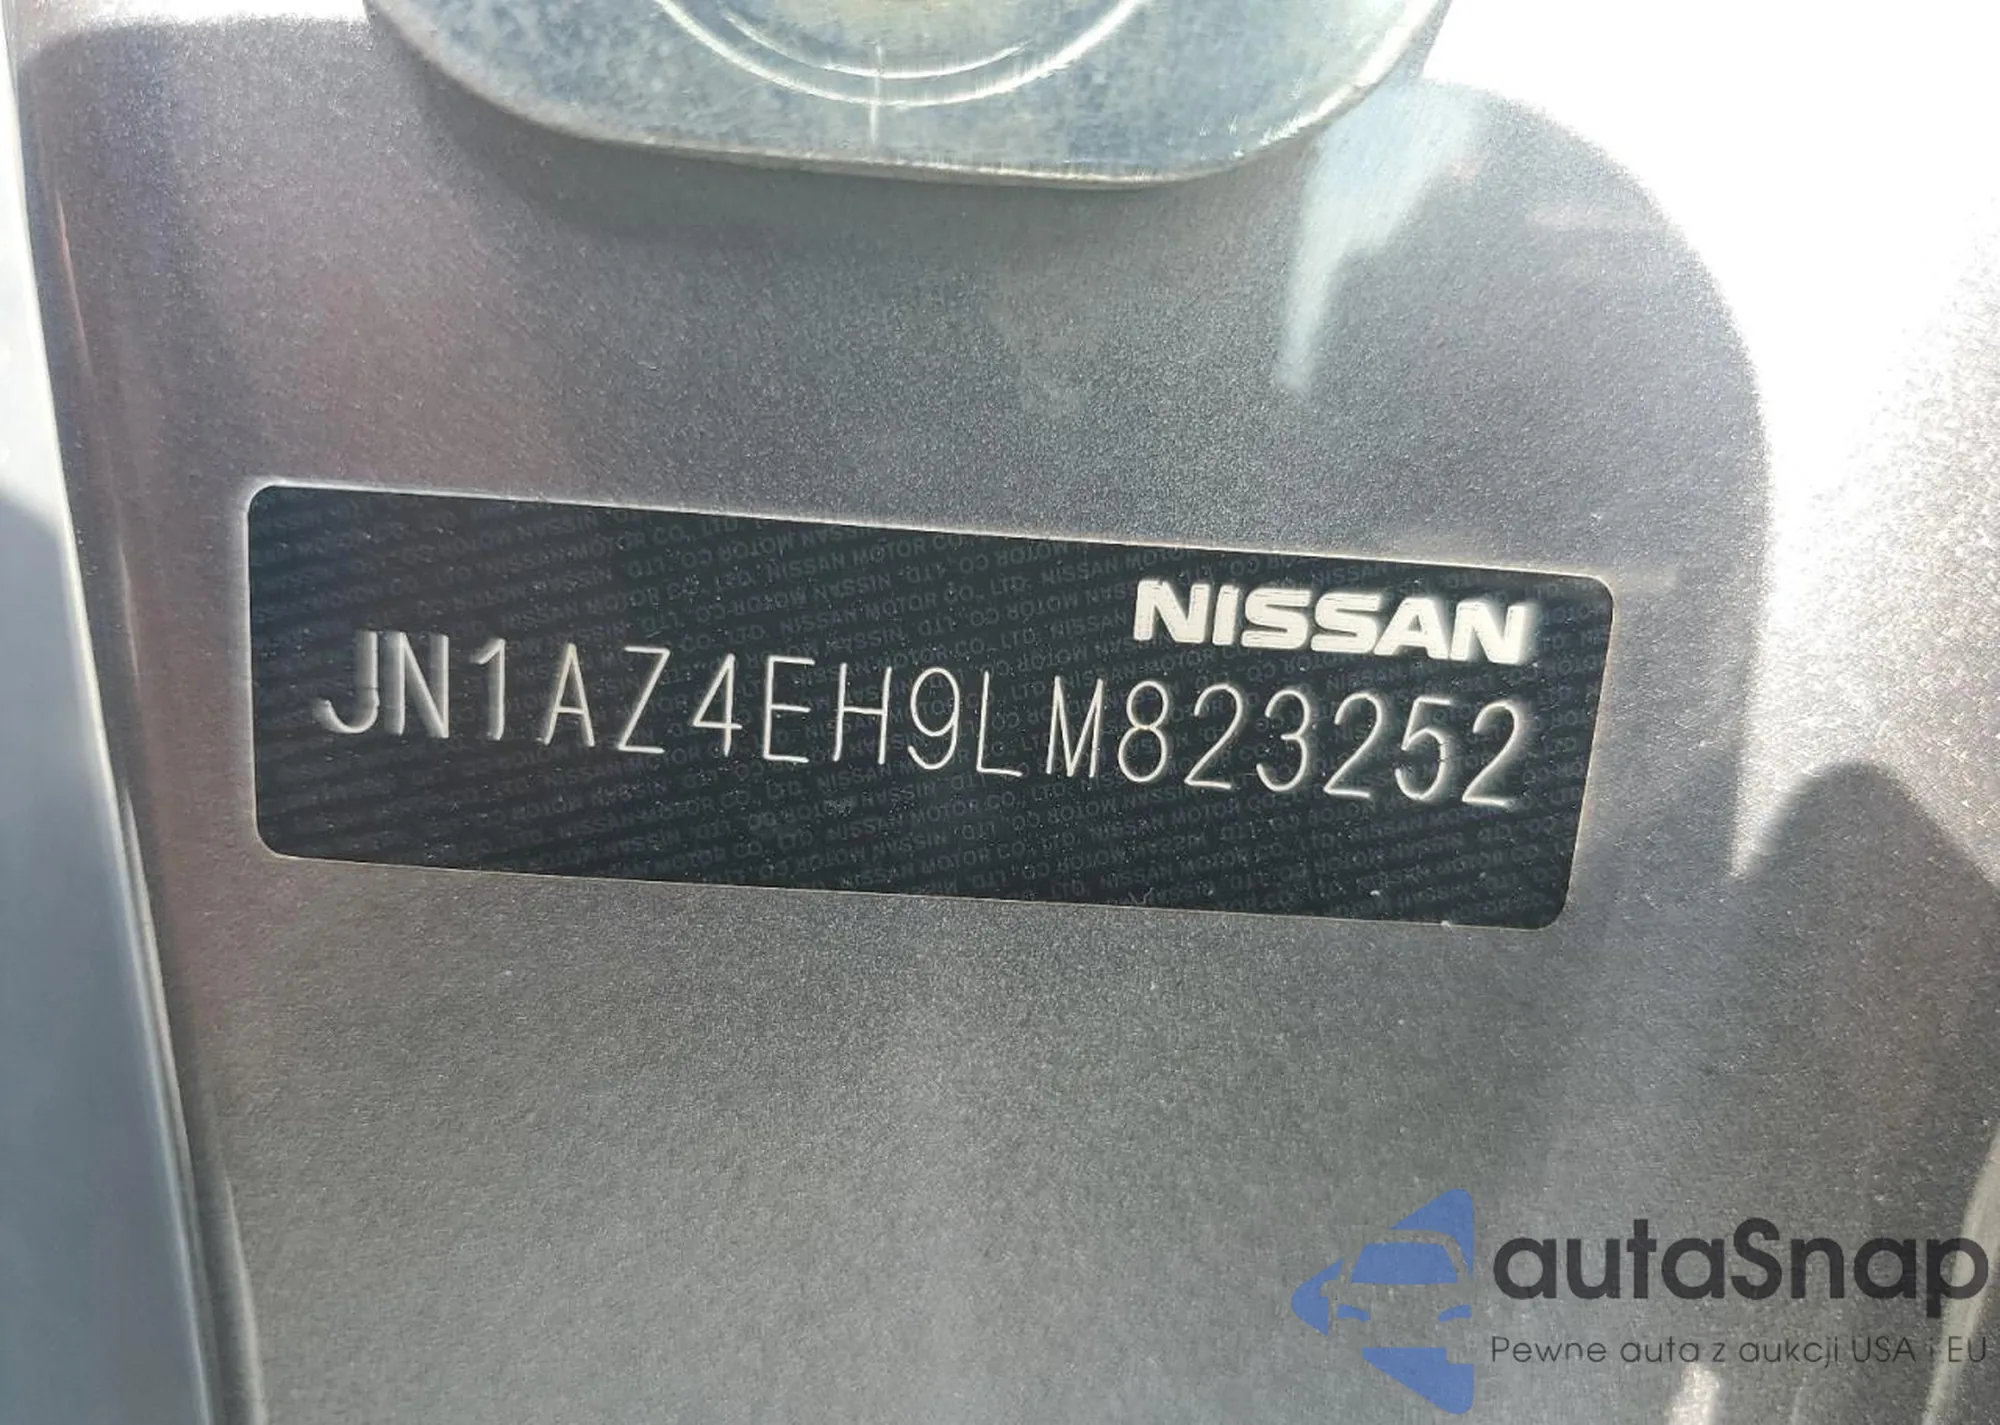 NISSAN
JN1AZ4EH9LM823252
autaSnap
Pewne auta z aukcji USA i EU